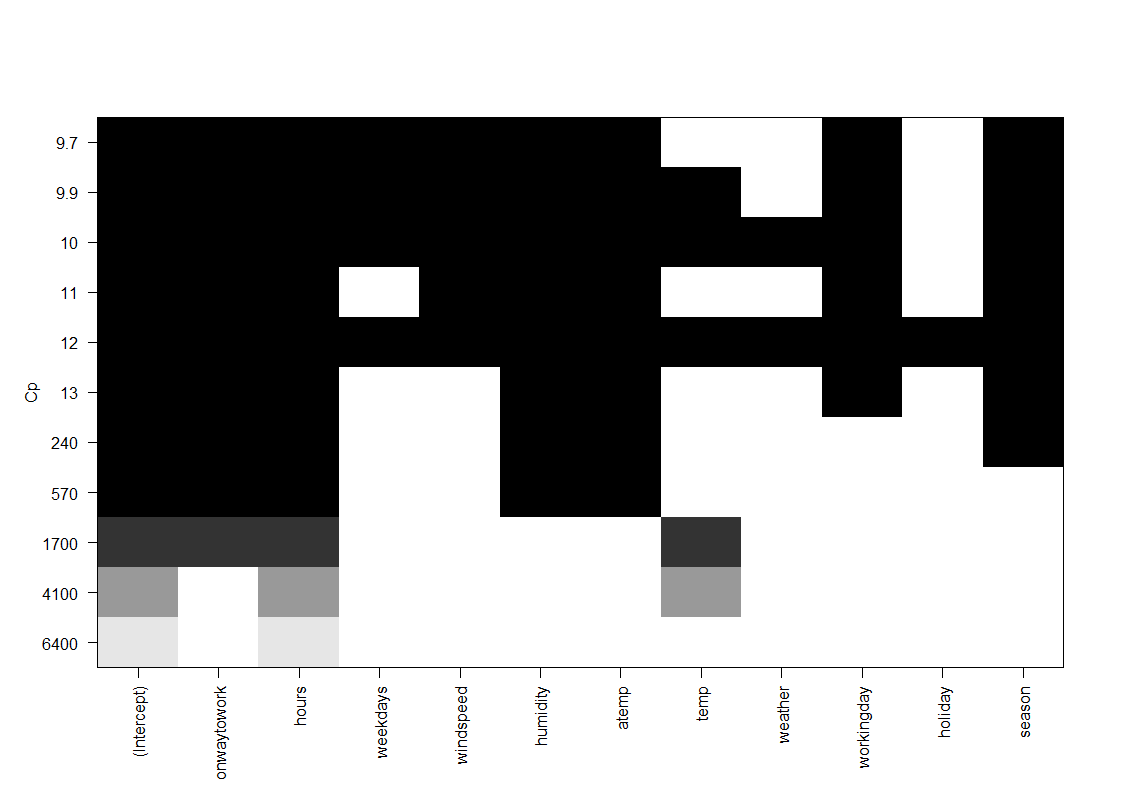 9.7
9.9
10
11
12
13
240
570
1700
4100
6400
Cp
(Intercept)
onwaytowork
hours
weekdays
windspeed
humidity
atemp
temp
weather
workingday
holiday
season